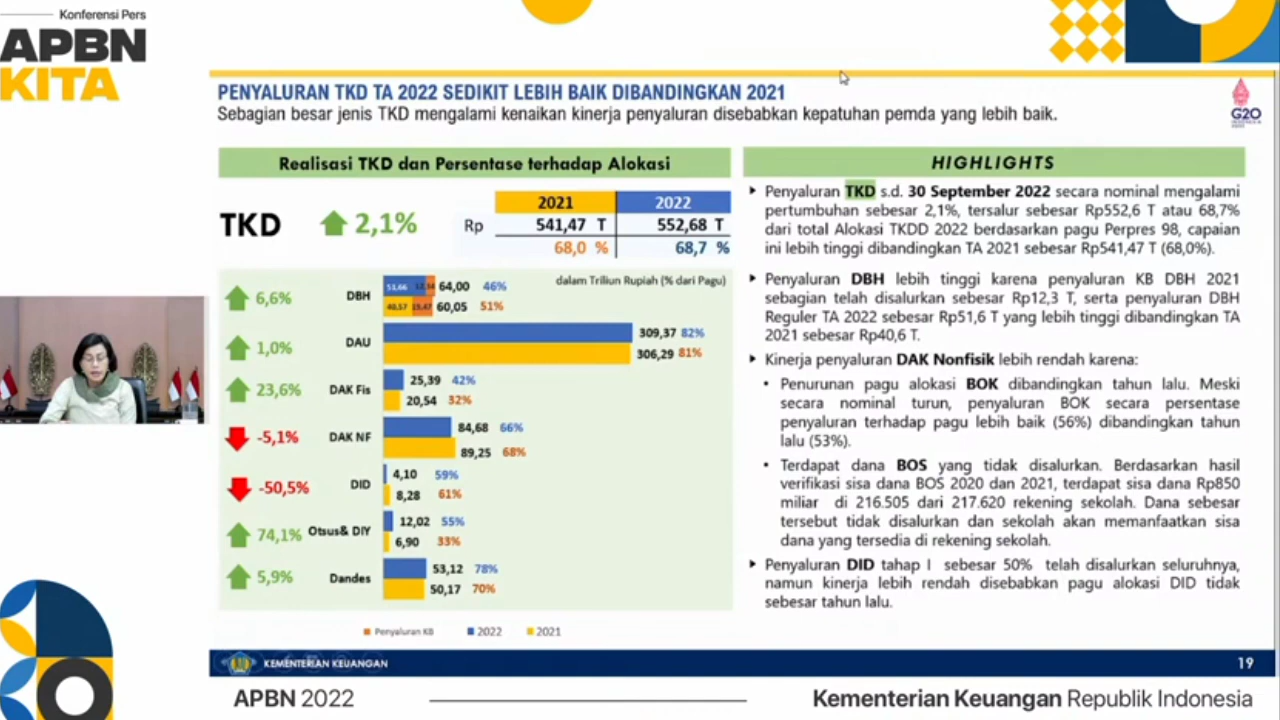 Konferensi Pers
APBN
KITA
PENYALURAN TKD TA 2022 SEDIKIT LEBIH BAIK DIBANDINGKAN 2021
Sebagian besar jenis TKD mengalami kenaikan kinerja penyaluran disebabkan kepatuhan pemda yang lebih baik.
G20
Realisasi TKD dan Persentase terhadap Alokasi
TKD 2,1%
2021 2022
Rp 541,47 T 552,68 T
68,0 % 68,7 %
dalam Triliun Rupiah (% dari Pagu)
6,6% DBH 51,66 64,00 46%
40,57 19,47 60,05 51%
1,0% DAU 309,37 82%
306,29 81%
23,6% DAK Fis 25,39 42%
20,54 32%
-5,1% DAK NF 84,68 66%
89,25 68%
-50,5% DID 4,10 59%
8,28 61%
74,1% Otsus& DIY 12,02 55%
6,90 33%
5,9% Dandes 53,12 78%
50,17 70%
Penyaluran KB 2022 2021
HIGHLIGHTS
Penyaluran TKD s.d. 30 September 2022 secara nominal mengalami
pertumbuhan sebesar 2,1%, tersalur sebesar Rp552,6 T atau 68,7%
dari total Alokasi TKDD 2022 berdasarkan pagu Perpres 98, capaian
ini lebih tinggi dibandingkan TA 2021 sebesar Rp541,47 T (68,0%).
Penyaluran DBH lebih tinggi karena penyaluran KB DBH 2021
sebagian telah disalurkan sebesar Rp12,3 T, serta penyaluran DBH
Reguler TA 2022 sebesar Rp51,6 T yang lebih tinggi dibandingkan TA
2021 sebesar Rp40,6 T.
Kinerja penyaluran DAK Nonfisik lebih rendah karena:
• Penurunan pagu alokasi BOK dibandingkan tahun lalu. Meski
secara nominal turun, penyaluran BOK secara persentase
penyaluran terhadap pagu lebih baik (56%) dibandingkan tahun
lalu (53%).
• Terdapat dana BOS yang tidak disalurkan. Berdasarkan hasil
verifikasi sisa dana BOS 2020 dan 2021, terdapat sisa dana Rp850
miliar di 216.505 dari 217.620 rekening sekolah. Dana sebesar
tersebut tidak disalurkan dan sekolah akan memanfaatkan sisa
dana yang tersedia di rekening sekolah.
Penyaluran DID tahap I sebesar 50% telah disalurkan seluruhnya,
namun kinerja lebih rendah disebabkan pagu alokasi DID tidak
sebesar tahun lalu.
KEMENTERIAN KEUANGAN 19
APBN 2022 Kementerian Keuangan Republik Indonesia